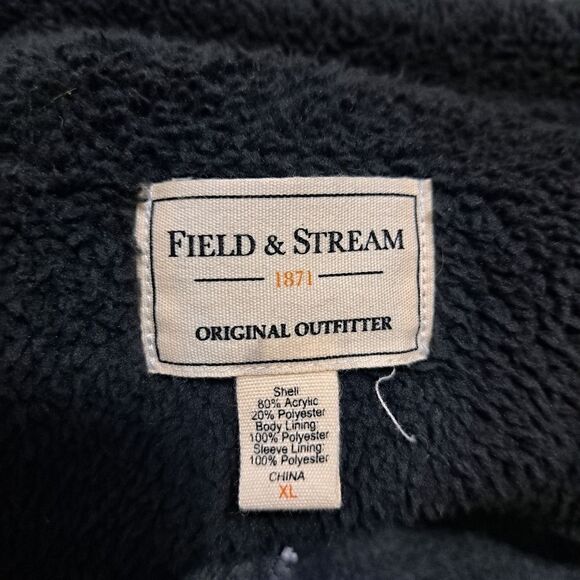 FIELD & STREAM
1871
ORIGINAL OUTFITTER
Shell
80% Acrylic
20% Polyester
Body Lining:
100% Polyester
Sleeve Lining:
100% Polyester
CHINA
XL